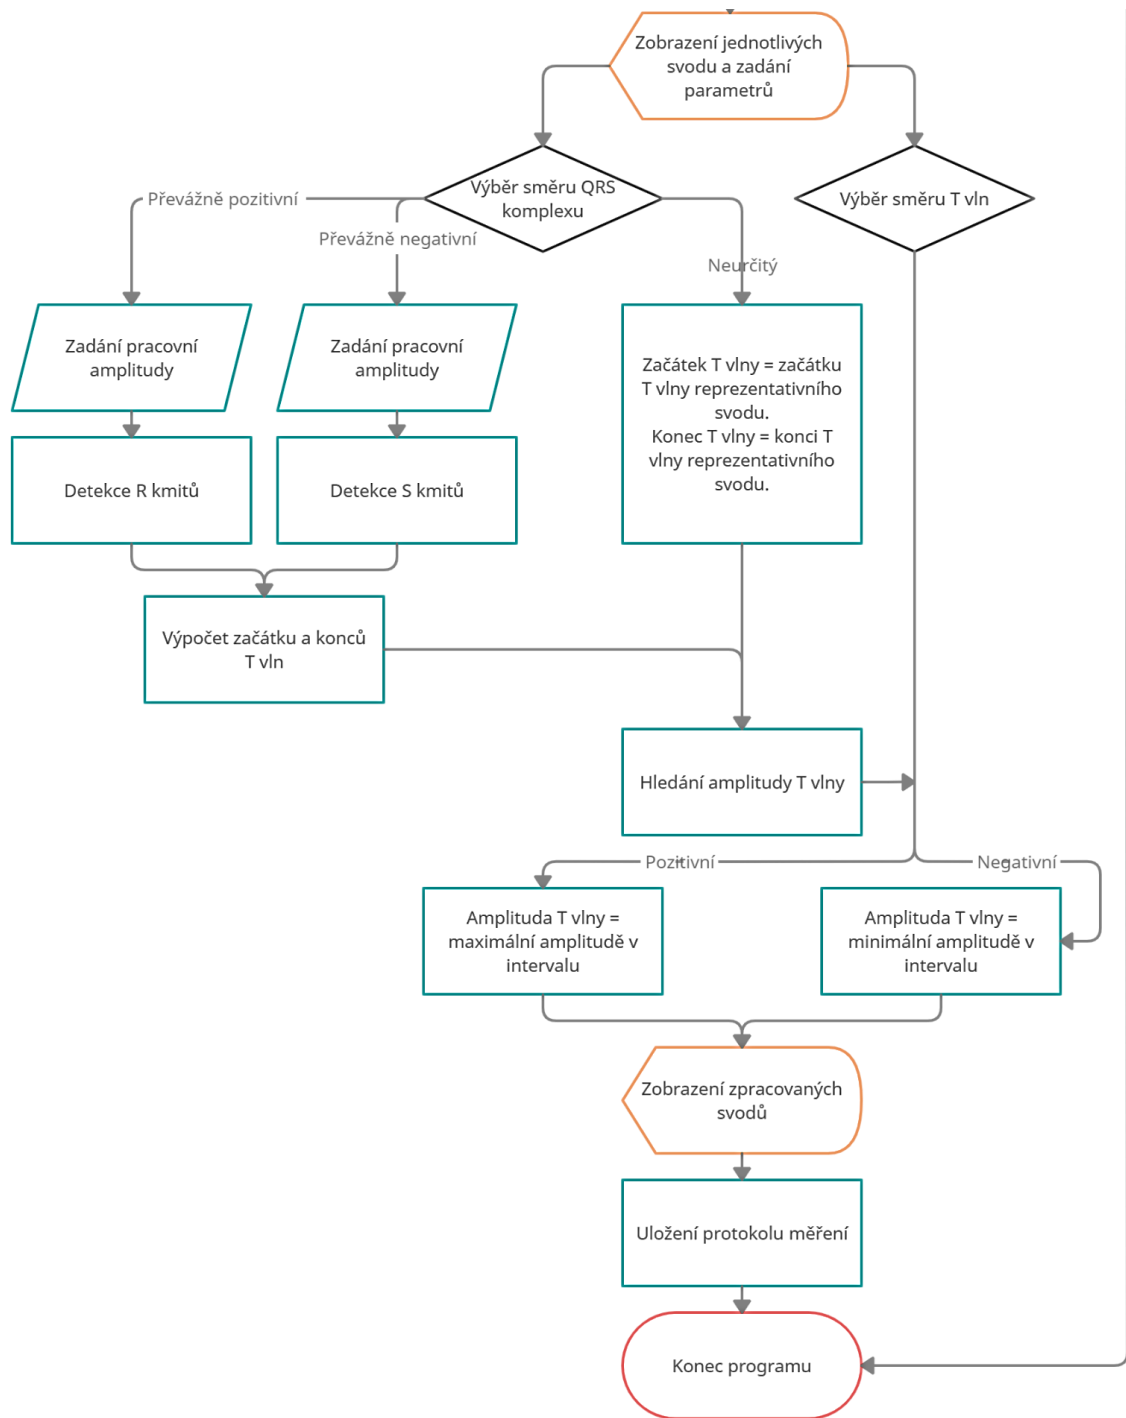 Zobrazení jednotlivých
svodu a zadání
parametrů
Výběr směru QRS
komplexu
Výběr směru T vln
Převážně pozitivní
Převážně negativní
Neurčitý
Zadání pracovní
amplitudy
Zadání pracovní
amplitudy
Začátek T vlny = začátku
T vlny reprezentativního
svodu.
Konec T vlny = konci T
vlny reprezentativního
svodu.
Detekce R kmitů
Detekce S kmitů
Výpočet začátku a konců
T vln
Hledání amplitudy T vlny
Pozitivní
Negativní
Amplituda T vlny =
maximální amplitudě v
intervalu
Amplituda T vlny =
minimální amplitudě v
intervalu
Zobrazení zpracovaných
svodů
Uložení protokolu měření
Konec programu